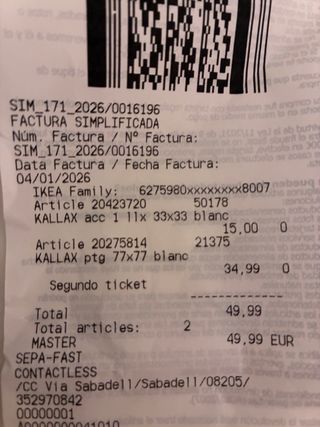 SIM_171_2026/0016196
FACTURA SIMPLIFICADA
Núm. Factura / Nº Factura:
SIM_171_2026/0016196
Data Factura / Fecha Factura:
04/01/2026
IKEA Family: 6275980xxxxxxxx8007
Article 20423720 50178
KALLAX acc 1 llx 33x33 blanc
15,00 0
Article 20275814 21375
KALLAX ptg 77x77 blanc
34,99 0
Segundo ticket
--------------
Total 49,99
Total articles: 2
MASTER 49,99 EUR
SEPA-FAST
CONTACTLESS
/CC Via Sabadell/Sabadell/08205/
352970842
00000001